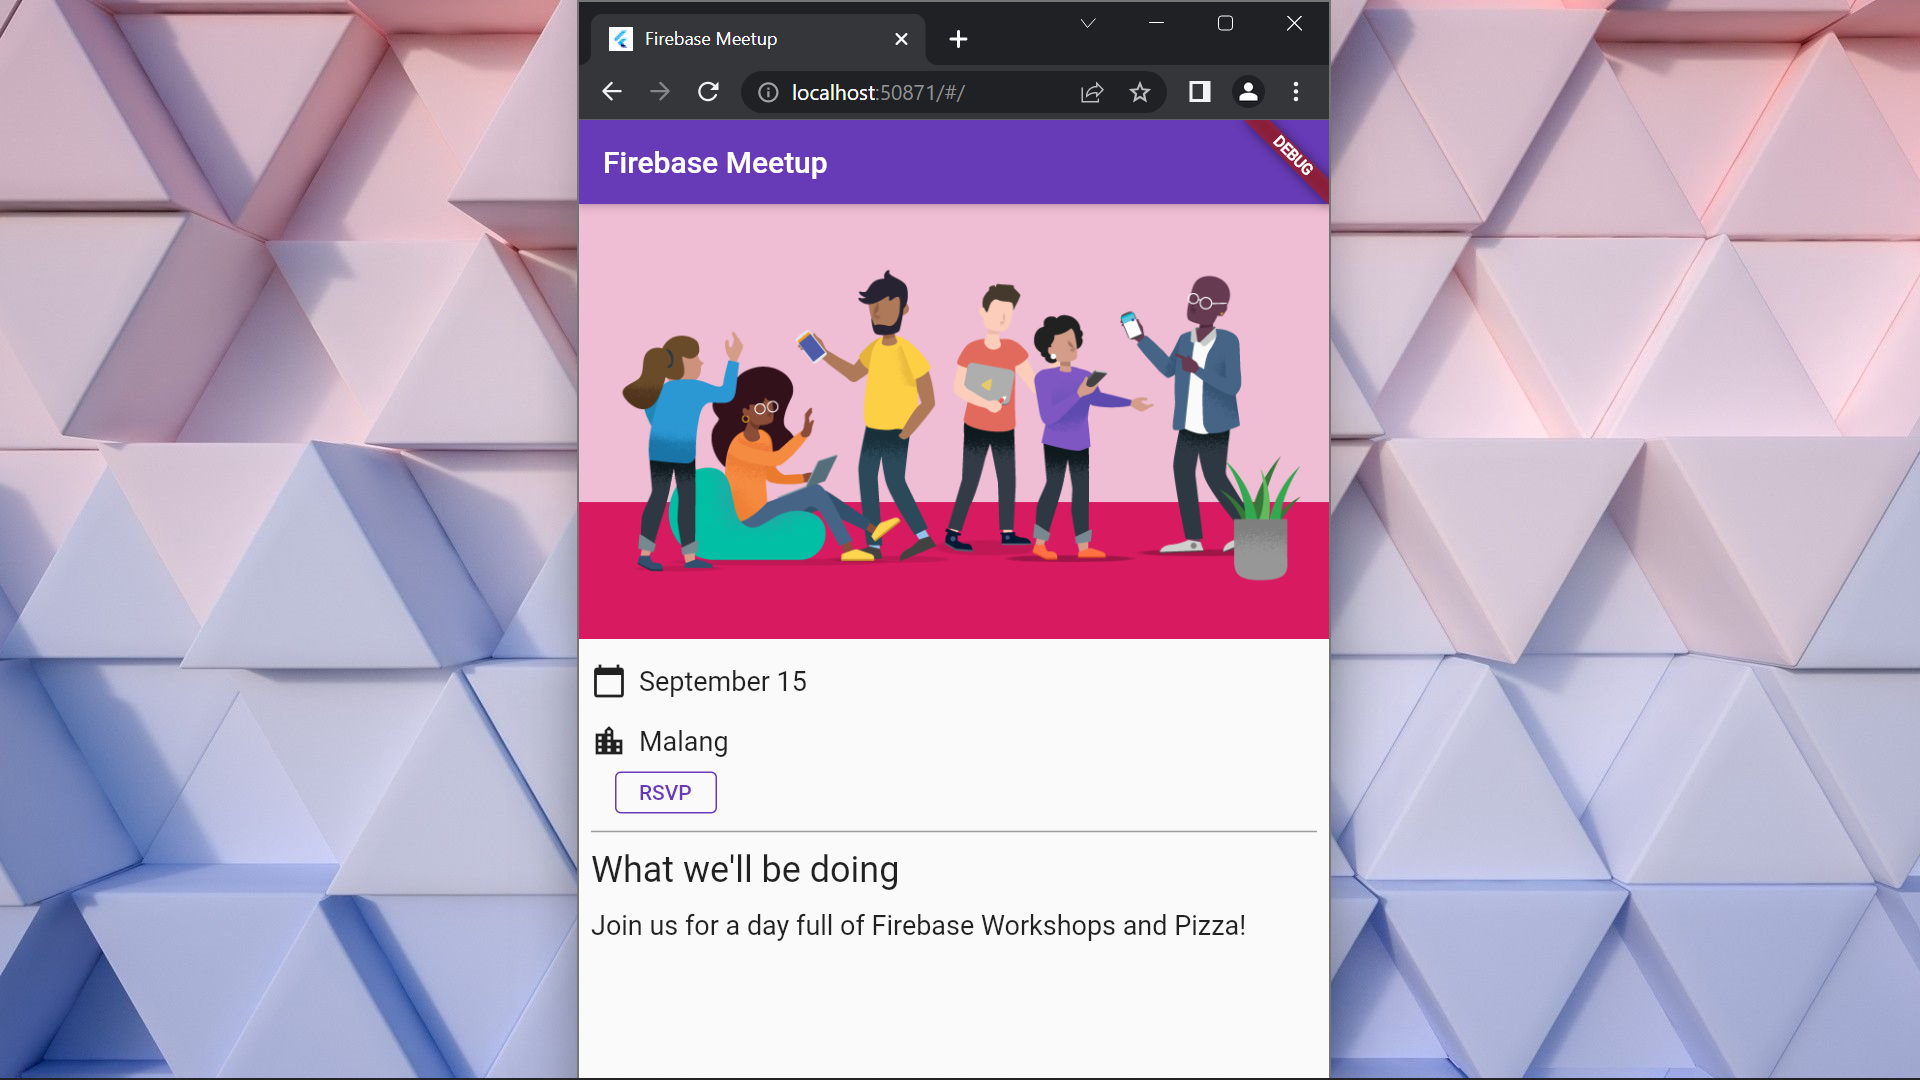 Firebase Meetup
localhost:50871/#/
Firebase Meetup
DEBUG
September 15
Malang
RSVP
What we'll be doing
Join us for a day full of Firebase Workshops and Pizza!